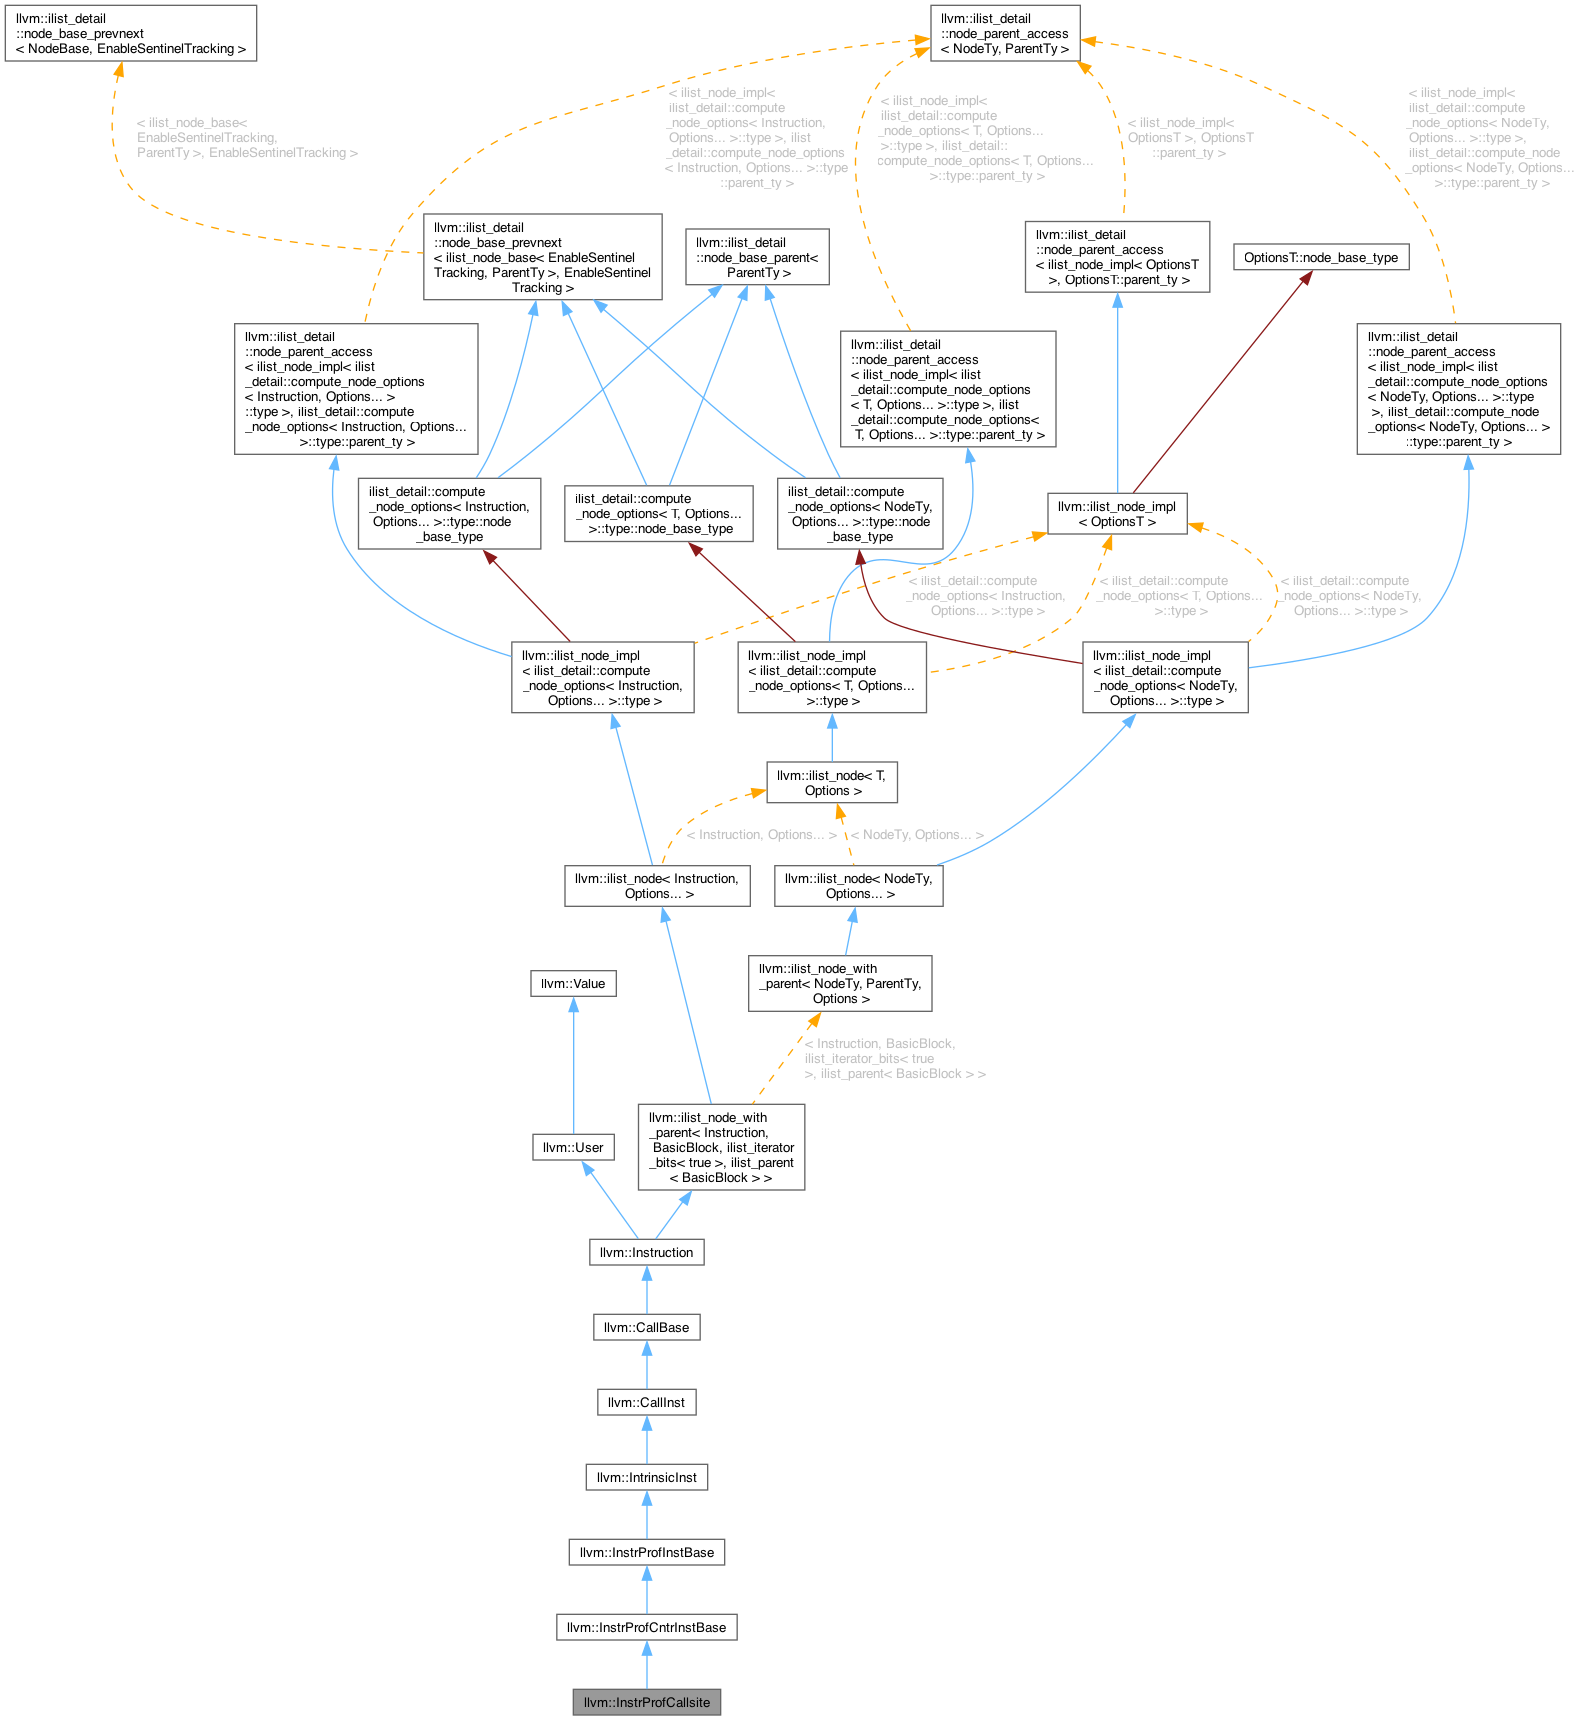 llvm::ilist_detail
::node_base_prevnext
< NodeBase, EnableSentinelTracking >
llvm::ilist_detail
::node_parent_access
< NodeTy, ParentTy >
< ilist_node_base<
EnableSentinelTracking,
ParentTy >, EnableSentinelTracking >
< ilist_node_impl<
ilist_detail::compute
_node_options< Instruction,
Options... >::type >, ilist
_detail::compute_node_options
< Instruction, Options... >::type
::parent_ty >
< ilist_node_impl<
ilist_detail::compute
_node_options< T, Options...
>::type >, ilist_detail::
compute_node_options< T, Options...
>::type::parent_ty >
< ilist_node_impl<
OptionsT >, OptionsT
::parent_ty >
< ilist_node_impl<
ilist_detail::compute
_node_options< NodeTy,
Options... >::type >,
ilist_detail::compute_node
_options< NodeTy, Options...
>::type::parent_ty >
llvm::ilist_detail
::node_base_prevnext
< ilist_node_base< EnableSentinel
Tracking, ParentTy >, EnableSentinel
Tracking >
llvm::ilist_detail
::node_base_parent<
ParentTy >
llvm::ilist_detail
::node_parent_access
< ilist_node_impl< OptionsT
>, OptionsT::parent_ty >
OptionsT::node_base_type
llvm::ilist_detail
::node_parent_access
< ilist_node_impl< ilist
_detail::compute_node_options
< Instruction, Options... >
::type >, ilist_detail::compute
_node_options< Instruction, Options...
>::type::parent_ty >
llvm::ilist_detail
::node_parent_access
< ilist_node_impl< ilist
_detail::compute_node_options
< T, Options... >::type >, ilist
_detail::compute_node_options<
T, Options... >::type::parent_ty >
llvm::ilist_detail
::node_parent_access
< ilist_node_impl< ilist
_detail::compute_node_options
< NodeTy, Options... >::type
>, ilist_detail::compute_node
_options< NodeTy, Options... >
::type::parent_ty >
ilist_detail::compute
_node_options< Instruction,
Options... >::type::node
_base_type
ilist_detail::compute
_node_options< T, Options...
>::type::node_base_type
ilist_detail::compute
_node_options< NodeTy,
Options... >::type::node
_base_type
llvm::ilist_node_impl
< OptionsT >
< ilist_detail::compute
_node_options< Instruction,
Options... >::type >
< ilist_detail::compute
_node_options< T, Options...
>::type >
< ilist_detail::compute
_node_options< NodeTy,
Options... >::type >
llvm::ilist_node_impl
< ilist_detail::compute
_node_options< Instruction,
Options... >::type >
llvm::ilist_node_impl
< ilist_detail::compute
_node_options< T, Options...
>::type >
llvm::ilist_node_impl
< ilist_detail::compute
_node_options< NodeTy,
Options... >::type >
llvm::ilist_node< T,
Options >
< Instruction, Options... >
< NodeTy, Options... >
llvm::ilist_node< Instruction,
Options... >
llvm::ilist_node< NodeTy,
Options... >
llvm::ilist_node_with
_parent< NodeTy, ParentTy,
Options >
llvm::Value
< Instruction, BasicBlock,
ilist_iterator_bits< true
>, ilist_parent< BasicBlock > >
llvm::User
llvm::ilist_node_with
_parent< Instruction,
BasicBlock, ilist_iterator
_bits< true >, ilist_parent
< BasicBlock > >
llvm::Instruction
llvm::CallBase
llvm::CallInst
llvm::IntrinsicInst
llvm::InstrProfInstBase
llvm::InstrProfCntrInstBase
llvm::InstrProfCallsite